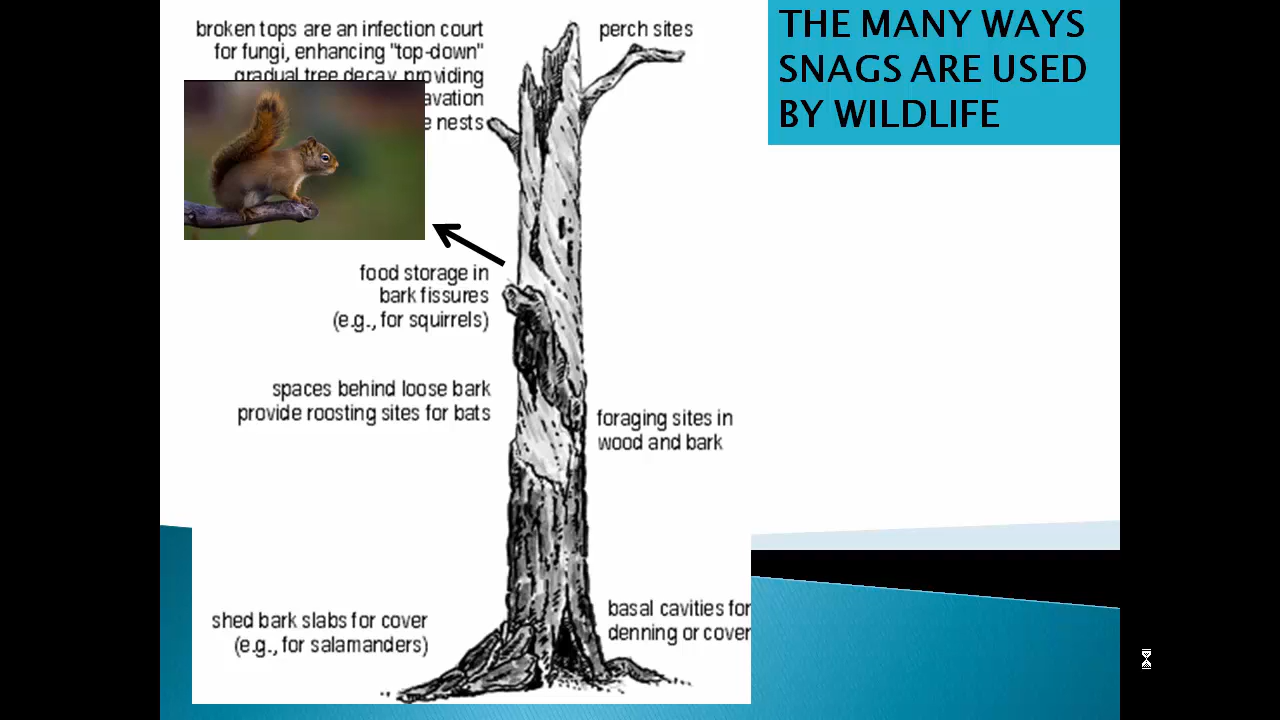 THE MANY WAYS
SNAGS ARE USED
BY WILDLIFE
broken tops are an infection court
for fungi, enhancing "top-down"
gradual tree decay, providing
nests
perch sites
food storage in
bark fissures
(e.g., for squirrels)
spaces behind loose bark
provide roosting sites for bats
foraging sites in
wood and bark
shed bark slabs for cover
(e.g., for salamanders)
basal cavities for
denning or cover